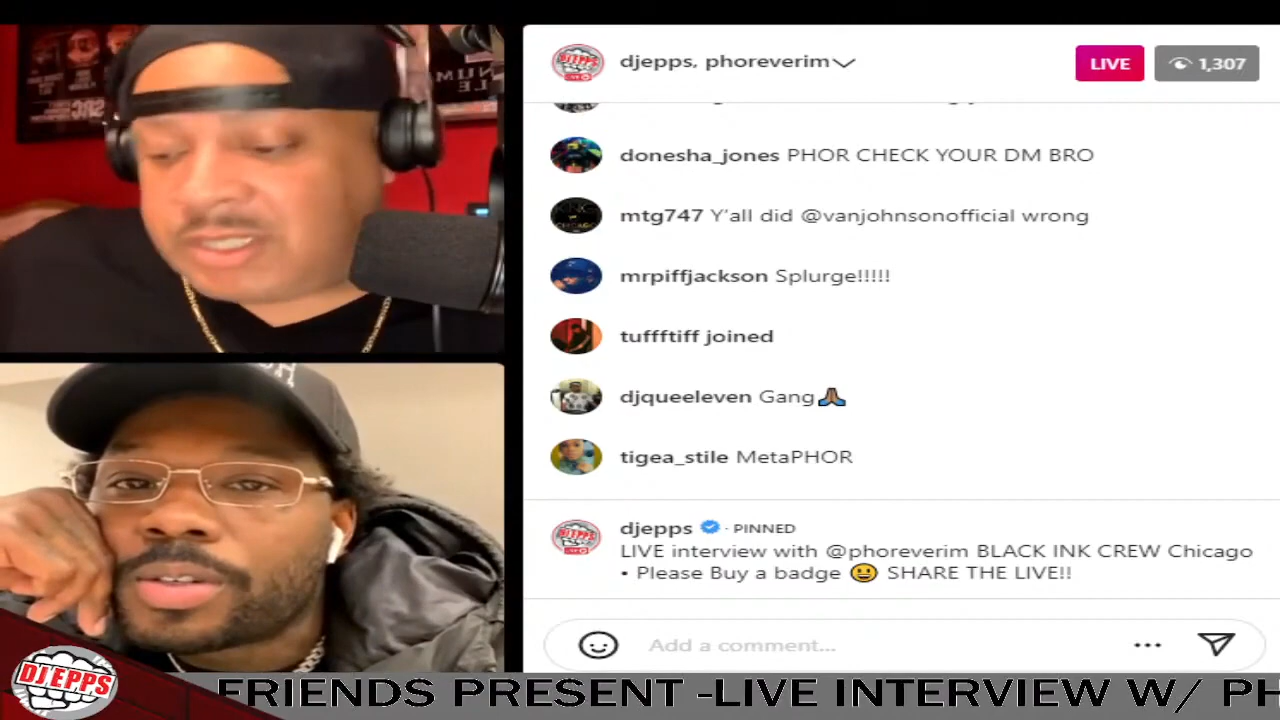 djepps, phoreverim
LIVE
1,307
donesha_jones PHOR CHECK YOUR DM BRO
mtg747 Y'all did @vanjohnsonofficial wrong
mrpiffjackson Splurge!!!!!
tuffftiff joined
djqueeleven Gang🙏🏽
tigea_stile MetaPHOR
djepps · PINNED
LIVE interview with @phoreverim BLACK INK CREW Chicago
• Please Buy a badge 😀 SHARE THE LIVE!!
Add a comment...
DJ EPPS
FRIENDS PRESENT -LIVE INTERVIEW W/ PH